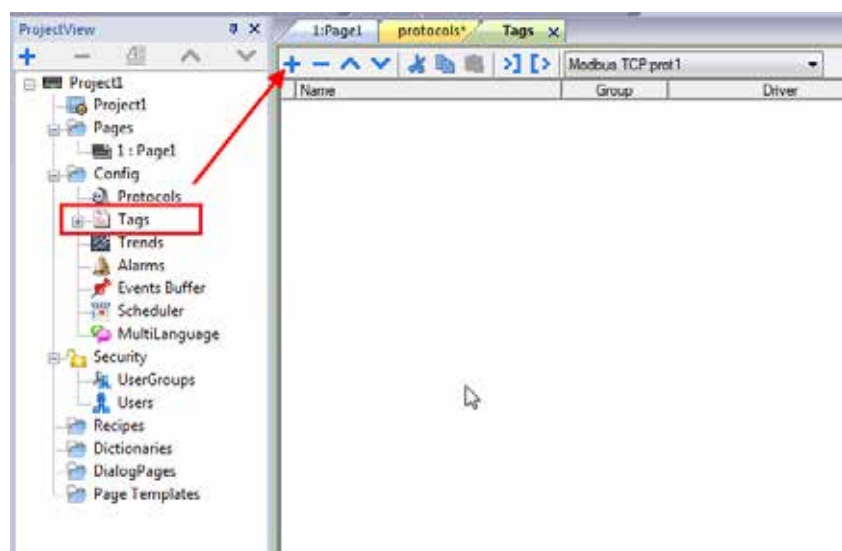 ProjectView
1:Page1 protocols* Tags
Modbus TCP:prot1
Name Group Driver
Project1
Project1
Pages
1 : Page1
Config
Protocols
Tags
Trends
Alarms
Events Buffer
Scheduler
MultiLanguage
Security
UserGroups
Users
Recipes
Dictionaries
DialogPages
Page Templates